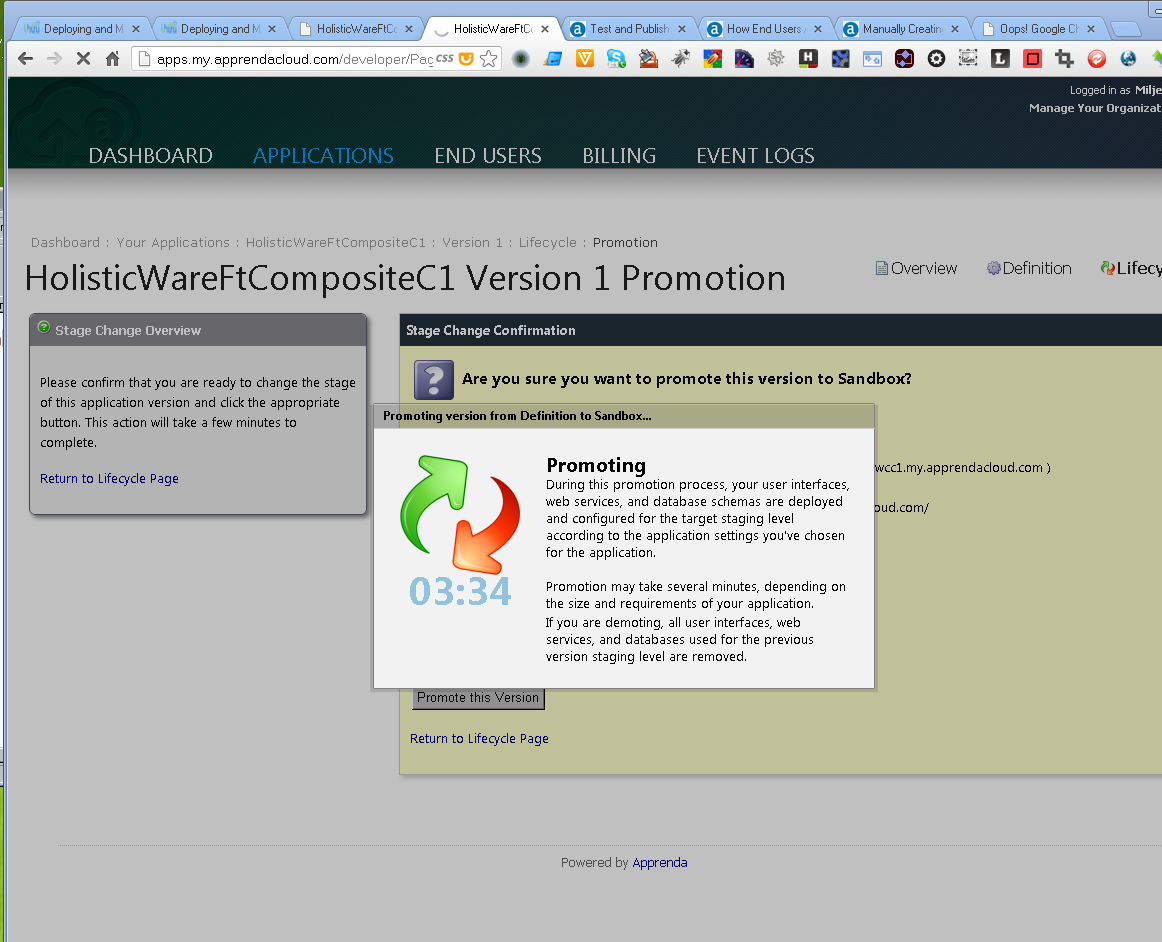 Deploying and M
Deploying and M
HolisticWareFtCo
HolisticWareFtCo
Test and Publish
How End Users A
Manually Creating
Oops! Google Ch
apps.my.apprendacloud.com/developer/Pag
css
Logged in as Milje
Manage Your Organizat
DASHBOARD
APPLICATIONS
END USERS
BILLING
EVENT LOGS
Dashboard : Your Applications : HolisticWareFtCompositeC1 : Version 1 : Lifecycle : Promotion
HolisticWareFtCompositeC1 Version 1 Promotion
Overview
Definition
Lifecy
Stage Change Overview
Please confirm that you are ready to change the stage
of this application version and click the appropriate
button. This action will take a few minutes to
complete.
Return to Lifecycle Page
Stage Change Confirmation
Are you sure you want to promote this version to Sandbox?
Promoting version from Definition to Sandbox...
wcc1.my.apprendacloud.com )
oud.com/
Promoting
During this promotion process, your user interfaces,
web services, and database schemas are deployed
and configured for the target staging level
according to the application settings you've chosen
for the application.
03:34
Promotion may take several minutes, depending on
the size and requirements of your application.
If you are demoting, all user interfaces, web
services, and databases used for the previous
version staging level are removed.
Promote this Version
Return to Lifecycle Page
Powered by Apprenda